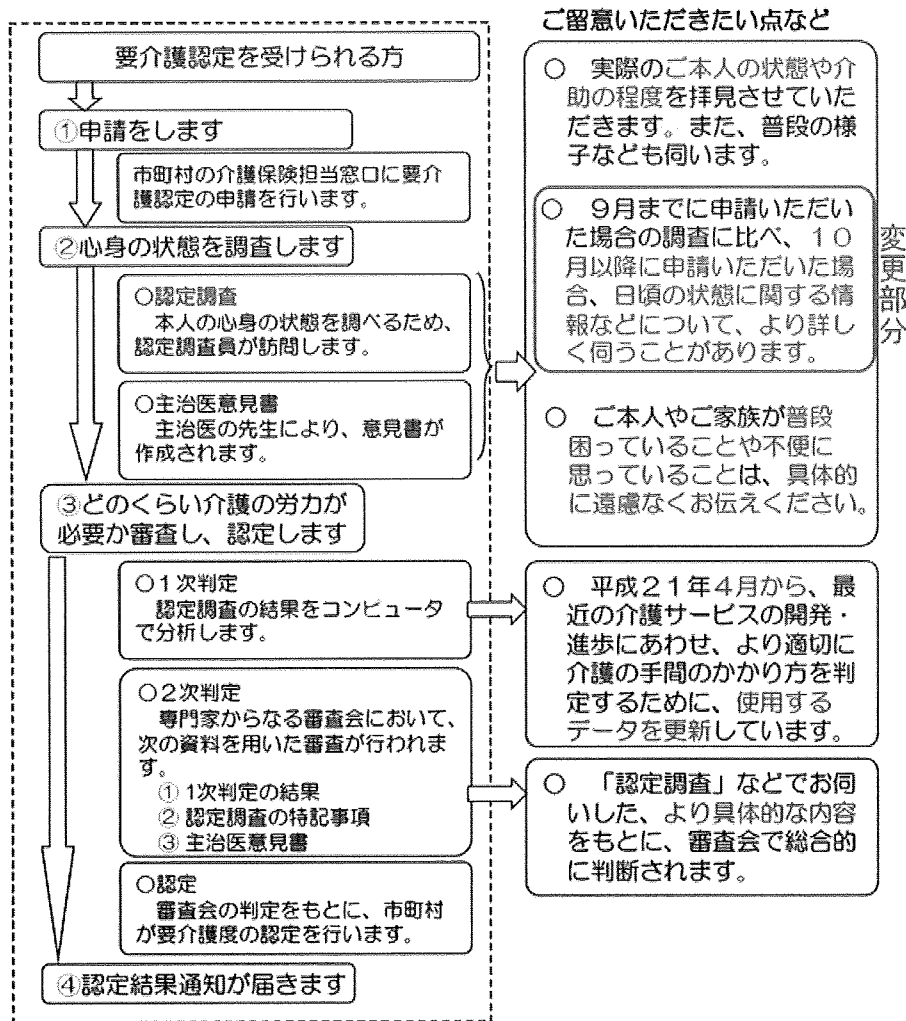 要介護認定を受けられる方
①申請をします
市町村の介護保険担当窓口に要介
護認定の申請を行います。
②心身の状態を調査します
○認定調査
本人の心身の状態を調べるため、
認定調査員が訪問します。
○主治医意見書
主治医の先生により、意見書が
作成されます。
③どのくらい介護の労力が
必要か審査し、認定します
○1次判定
認定調査の結果をコンピュータ
で分析します。
○2次判定
専門家からなる審査会において、
次の資料を用いた審査が行われま
す。
① 1次判定の結果
② 認定調査の特記事項
③ 主治医意見書
○認定
審査会の判定をもとに、市町村
が要介護度の認定を行います。
④認定結果通知が届きます
ご留意いただきたい点など
○ 実際のご本人の状態や介
助の程度を拝見させていた
だきます。また、普段の様
子なども伺います。
○ 9月までに申請いただい
た場合の調査に比べ、10
月以降に申請いただいた場
合、日頃の状態に関する情
報などについて、より詳し
く伺うことがあります。
変更部分
○ ご本人やご家族が普段
困っていることや不便に
思っていることは、具体的
に遠慮なくお伝えください。
○ 平成21年4月から、最
近の介護サービスの開発・
進歩にあわせ、より適切に
介護の手間のかかり方を判
定するために、使用する
データを更新しています。
○ 「認定調査」などでお伺
いした、より具体的な内容
をもとに、審査会で総合的
に判断されます。